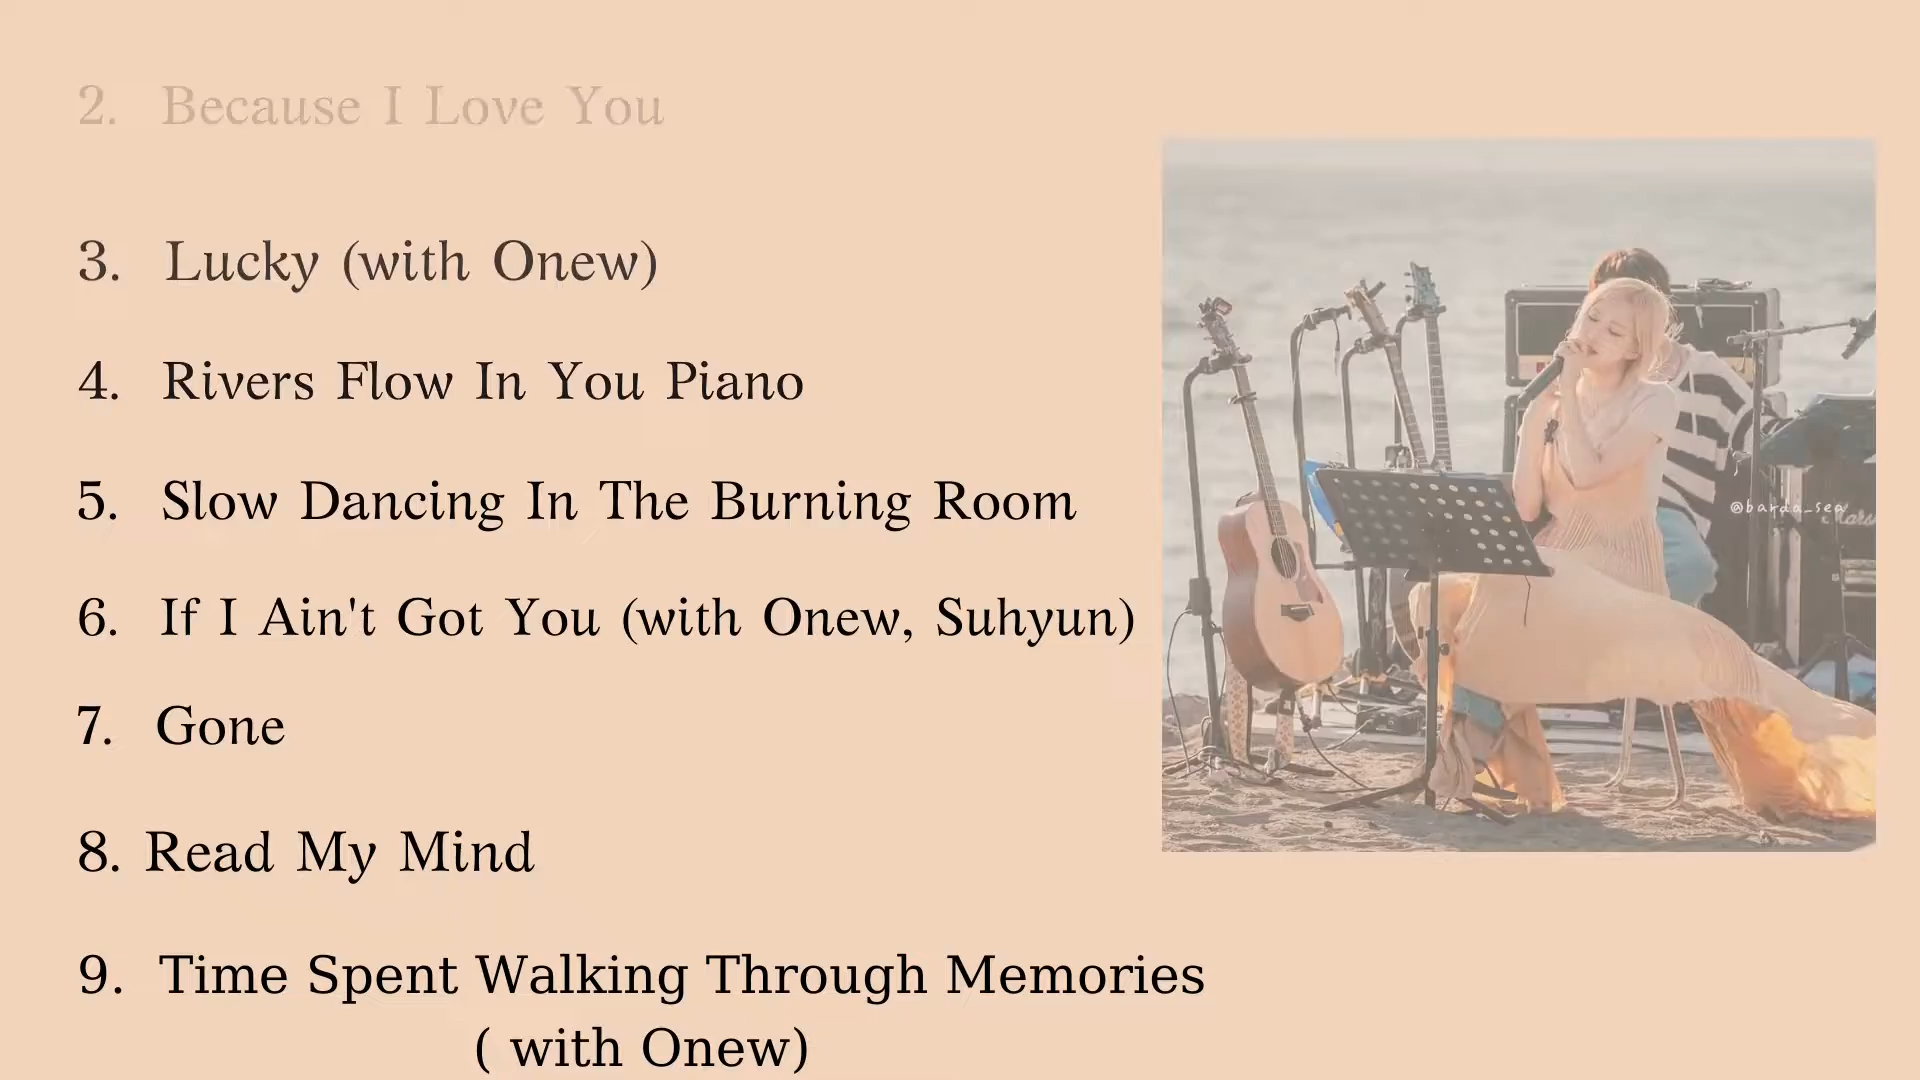 2. Because I Love You
3. Lucky (with Onew)
4. Rivers Flow In You Piano
5. Slow Dancing In The Burning Room
6. If I Ain't Got You (with Onew, Suhyun)
7. Gone
8. Read My Mind
9. Time Spent Walking Through Memories
( with Onew)
@barda_sea